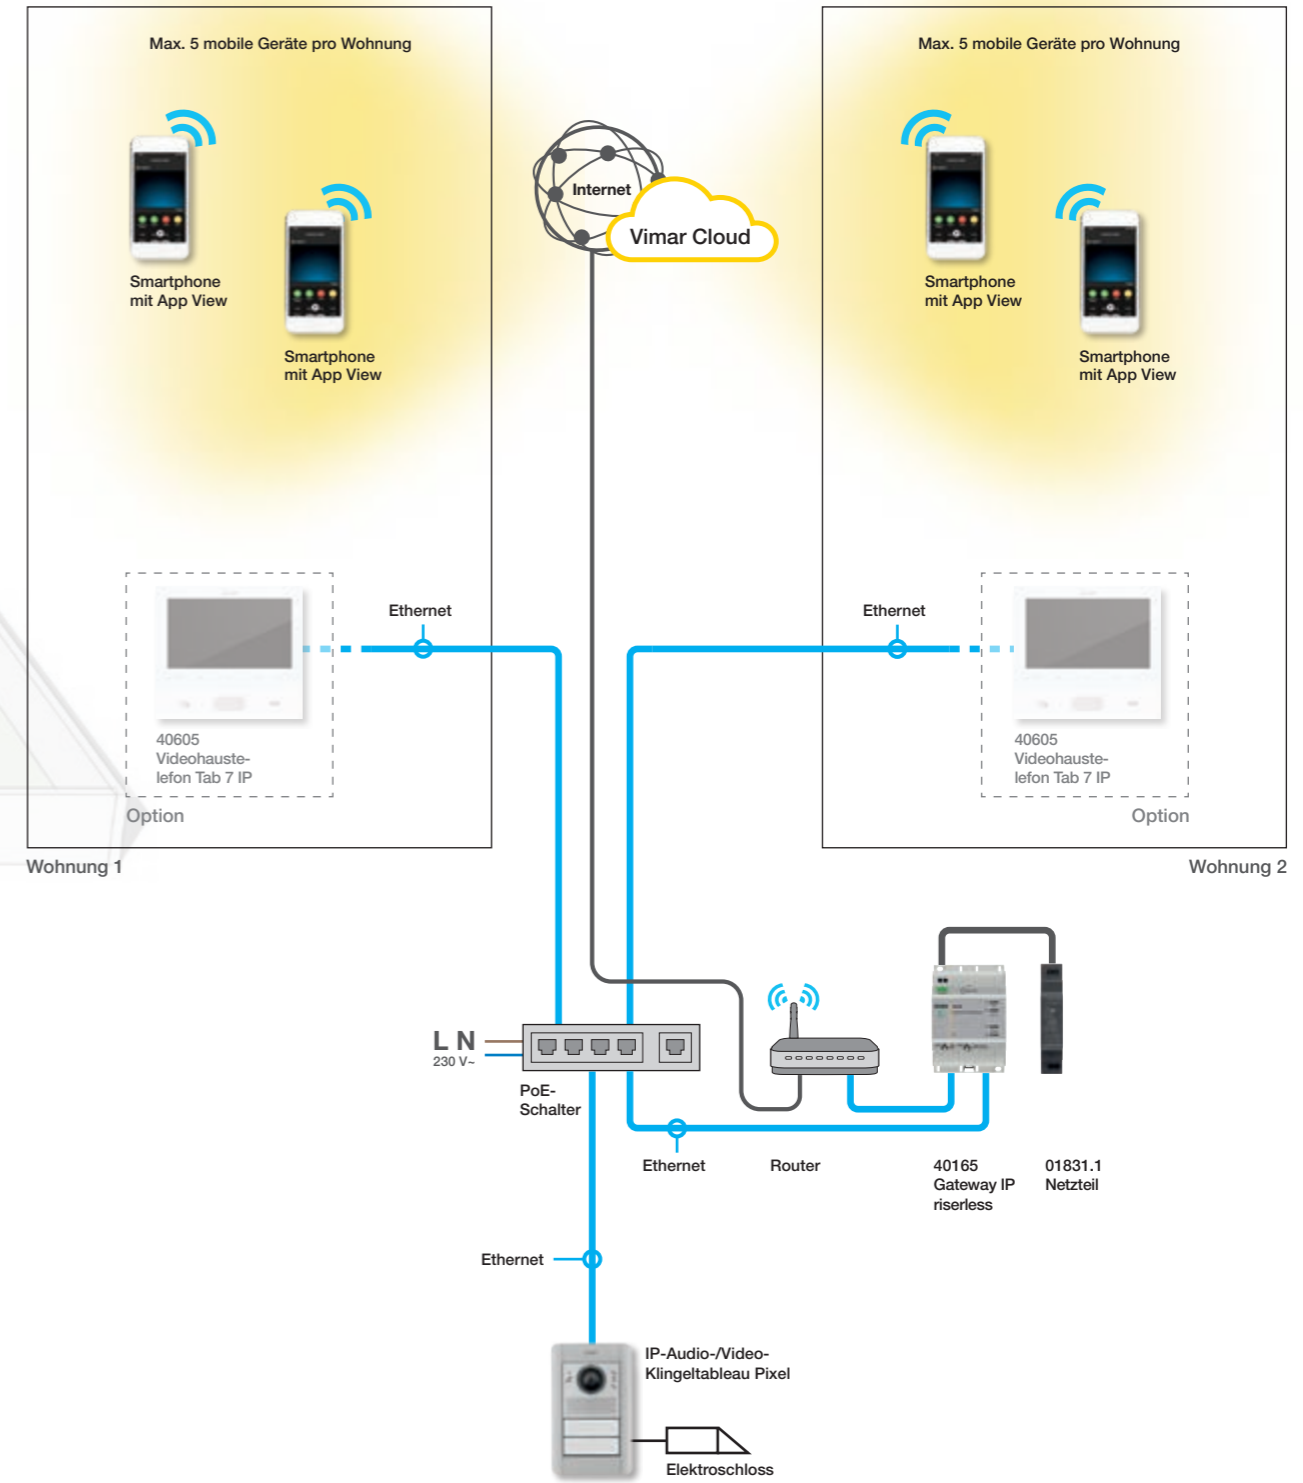 Max. 5 mobile Geräte pro Wohnung
Max. 5 mobile Geräte pro Wohnung
Internet
Vimar Cloud
Smartphone
mit App View
Smartphone
mit App View
Smartphone
mit App View
Smartphone
mit App View
Ethernet
Ethernet
40605
Videohauste-
lefon Tab 7 IP
Option
40605
Videohauste-
lefon Tab 7 IP
Option
Wohnung 1
Wohnung 2
L N
230 V~
PoE-
Schalter
Ethernet
Router
40165
Gateway IP
riserless
01831.1
Netzteil
Ethernet
IP-Audio-/Video-
Klingeltableau Pixel
Elektroschloss